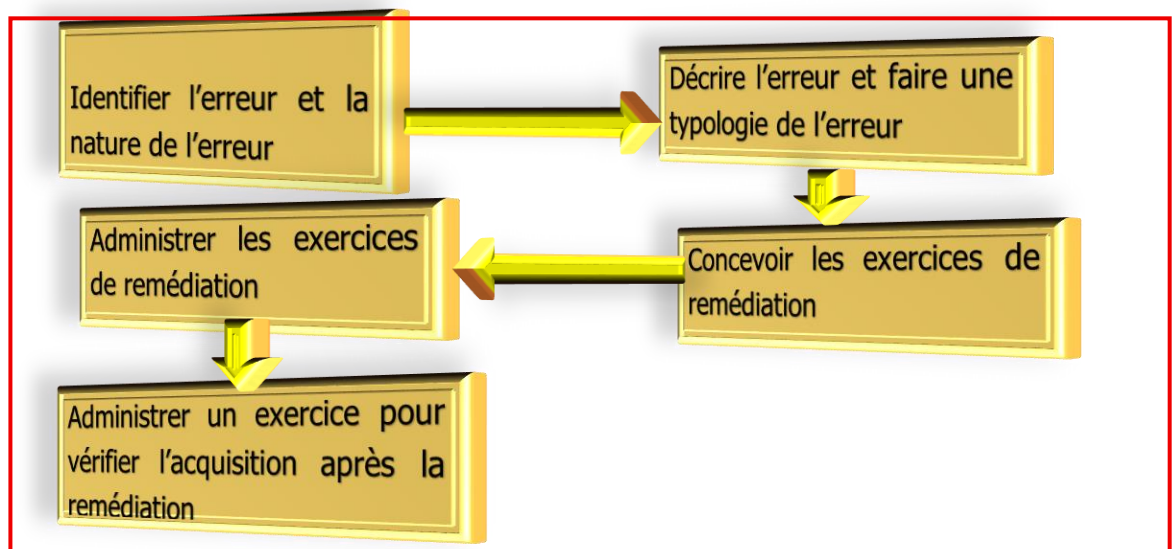 Identifier l'erreur et la
nature de l'erreur
Décrire l'erreur et faire une
typologie de l'erreur
Concevoir les exercices de
remédiation
Administrer les exercices
de remédiation
Administrer un exercice pour
vérifier l'acquisition après la
remédiation